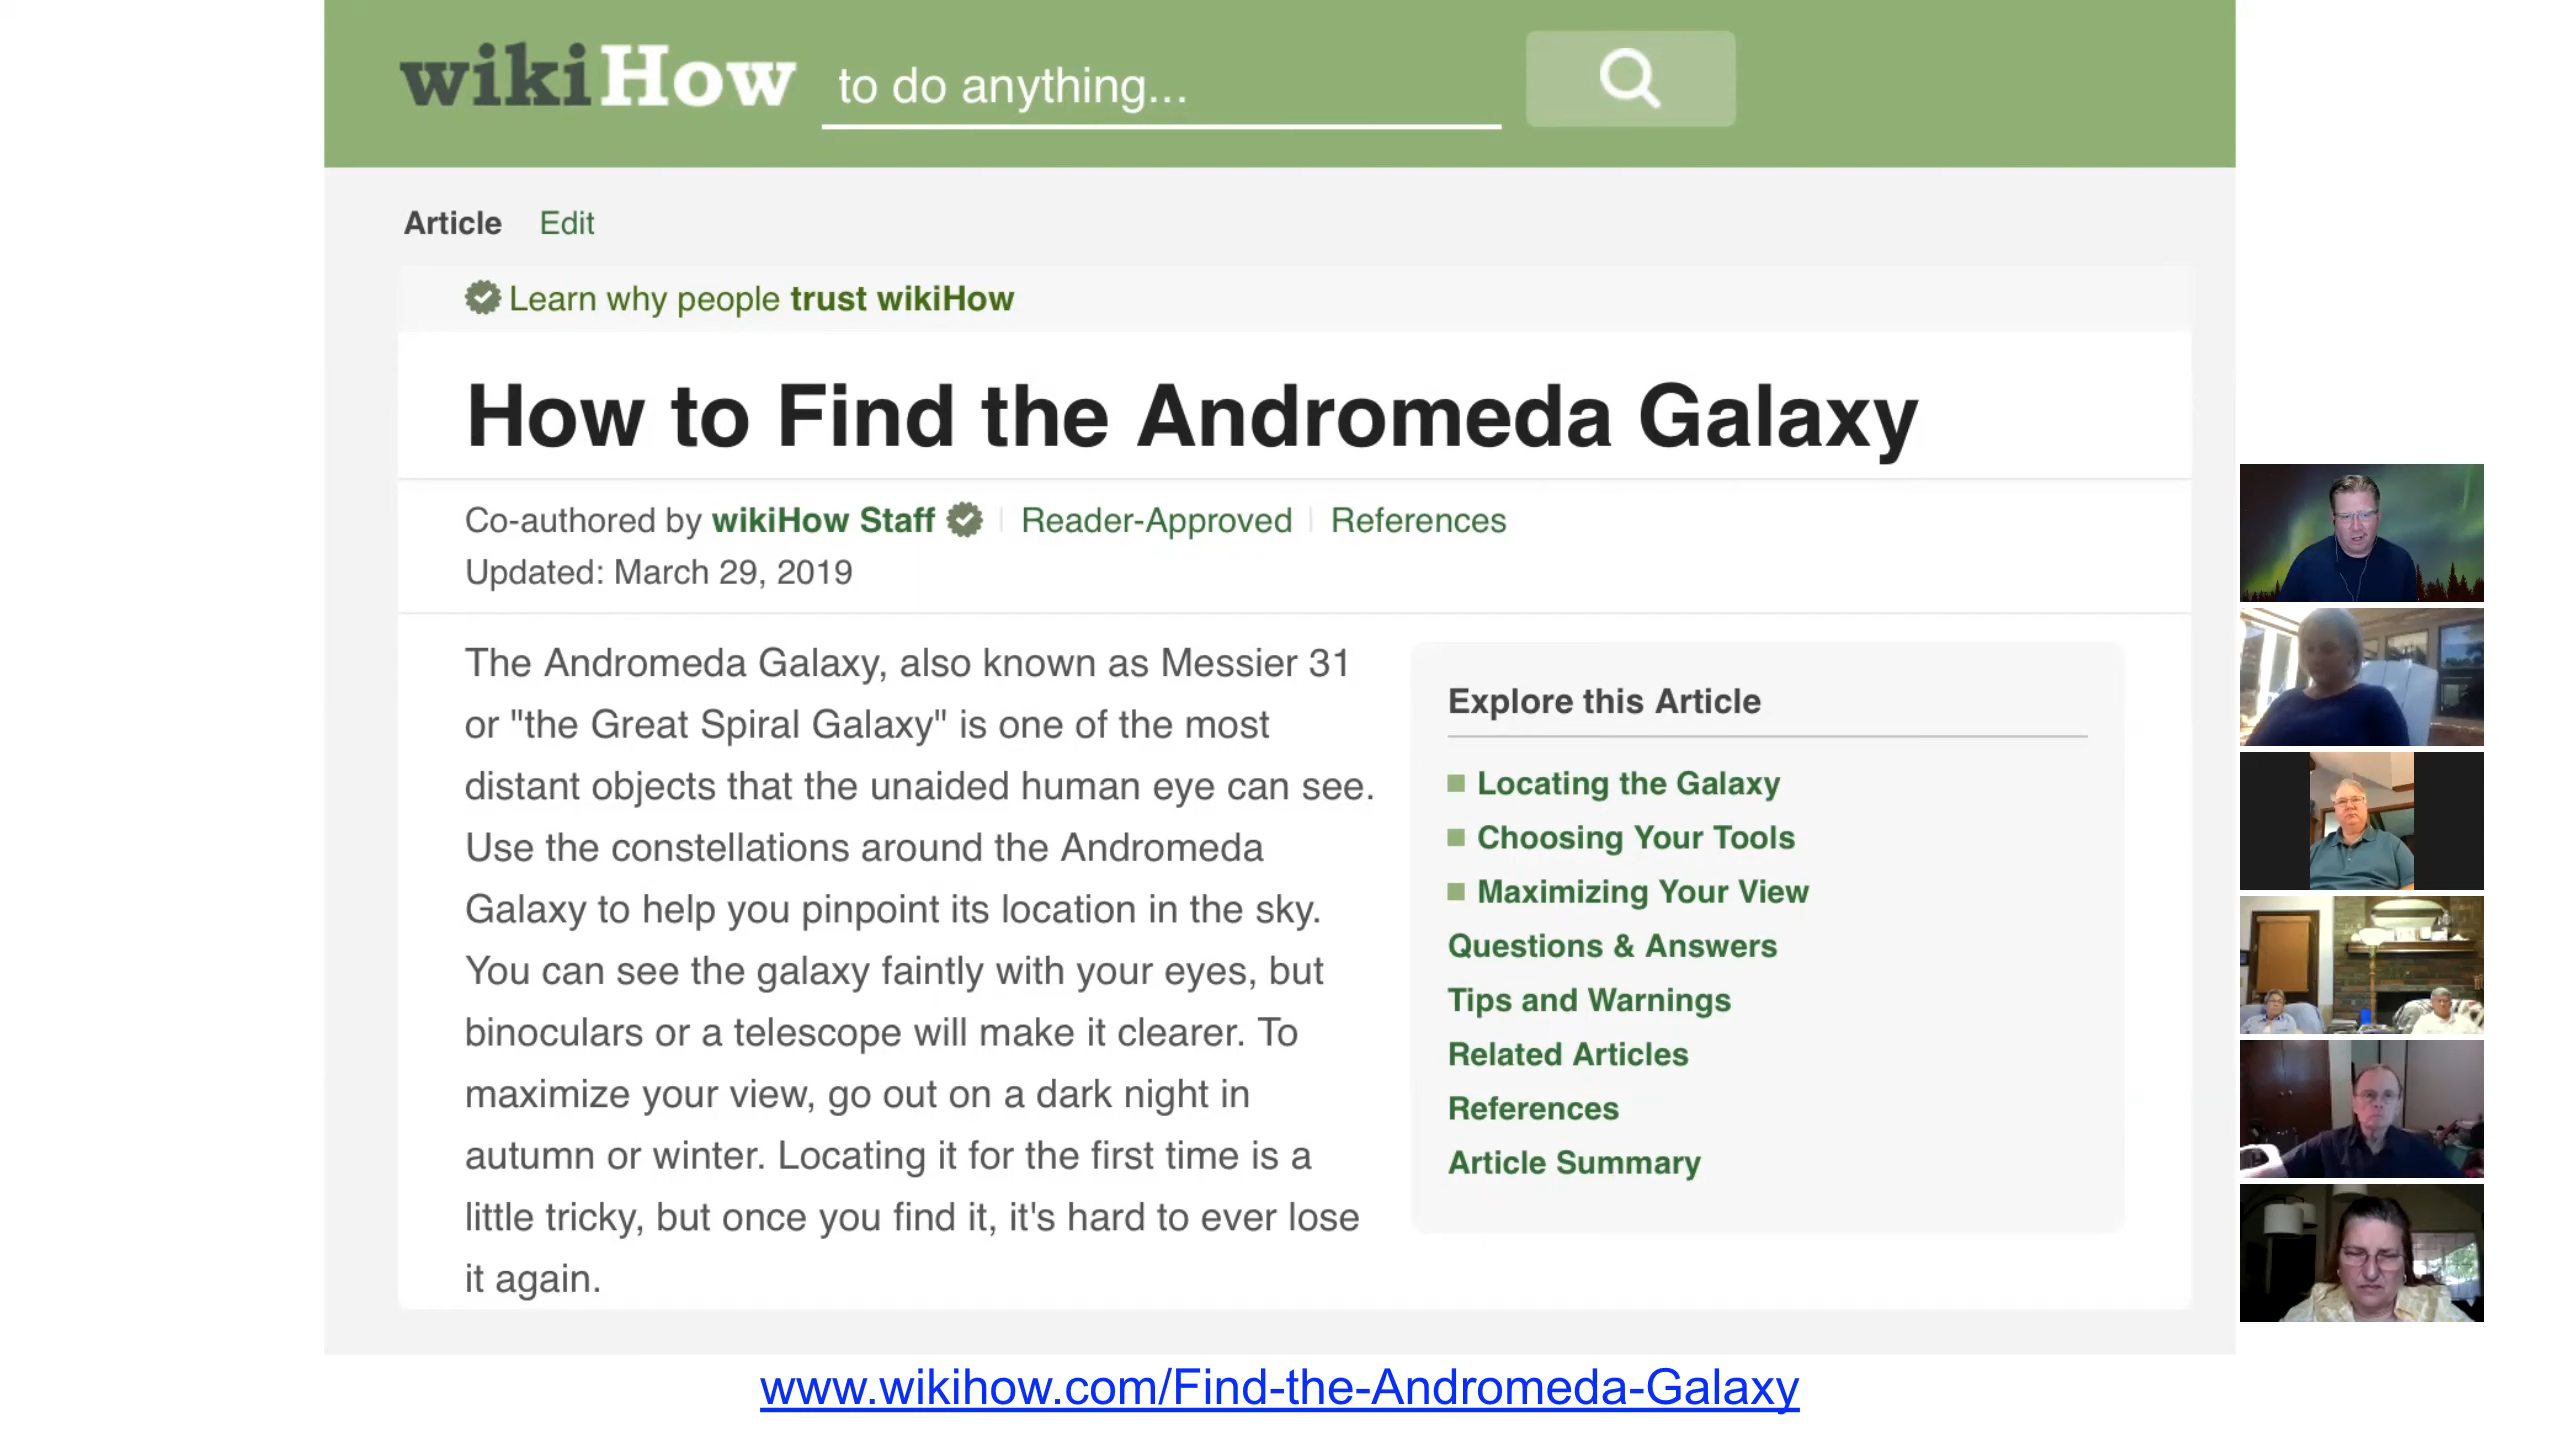 wikiHow to do anything...
Article Edit
Learn why people trust wikiHow
How to Find the Andromeda Galaxy
Co-authored by wikiHow Staff Reader-Approved References
Updated: March 29, 2019
The Andromeda Galaxy, also known as Messier 31
or "the Great Spiral Galaxy" is one of the most
distant objects that the unaided human eye can see.
Use the constellations around the Andromeda
Galaxy to help you pinpoint its location in the sky.
You can see the galaxy faintly with your eyes, but
binoculars or a telescope will make it clearer. To
maximize your view, go out on a dark night in
autumn or winter. Locating it for the first time is a
little tricky, but once you find it, it's hard to ever lose
it again.
Explore this Article
Locating the Galaxy
Choosing Your Tools
Maximizing Your View
Questions & Answers
Tips and Warnings
Related Articles
References
Article Summary
www.wikihow.com/Find-the-Andromeda-Galaxy